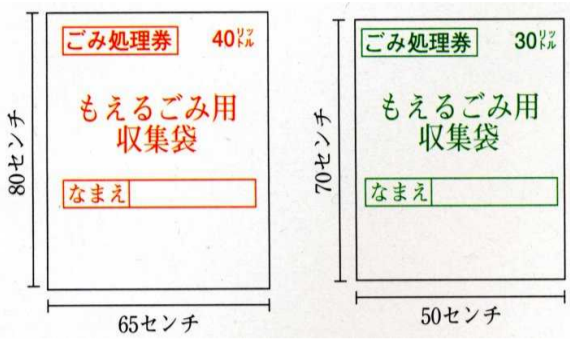 ごみ処理券 40リットル
もえるごみ用
収集袋
なまえ
80センチ
65センチ
ごみ処理券 30リットル
もえるごみ用
収集袋
なまえ
70センチ
50センチ